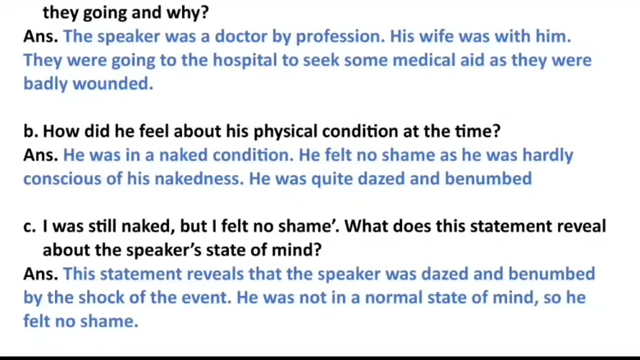 they going and why?
Ans. The speaker was a doctor by profession. His wife was with him.
They were going to the hospital to seek some medical aid as they were
badly wounded.
b. How did he feel about his physical condition at the time?
Ans. He was in a naked condition. He felt no shame as he was hardly
conscious of his nakedness. He was quite dazed and benumbed
c. I was still naked, but I felt no shame’. What does this statement reveal
about the speaker’s state of mind?
Ans. This statement reveals that the speaker was dazed and benumbed
by the shock of the event. He was not in a normal state of mind, so he
felt no shame.